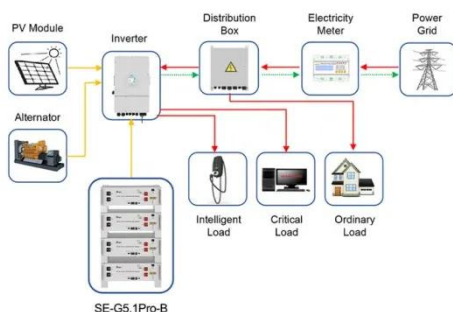 PV Module
Inverter
Distribution
Box
Electricity
Meter
Power
Grid
Alternator
Intelligent
Load
Critical
Load
Ordinary
Load
SE-G5.1Pro-B